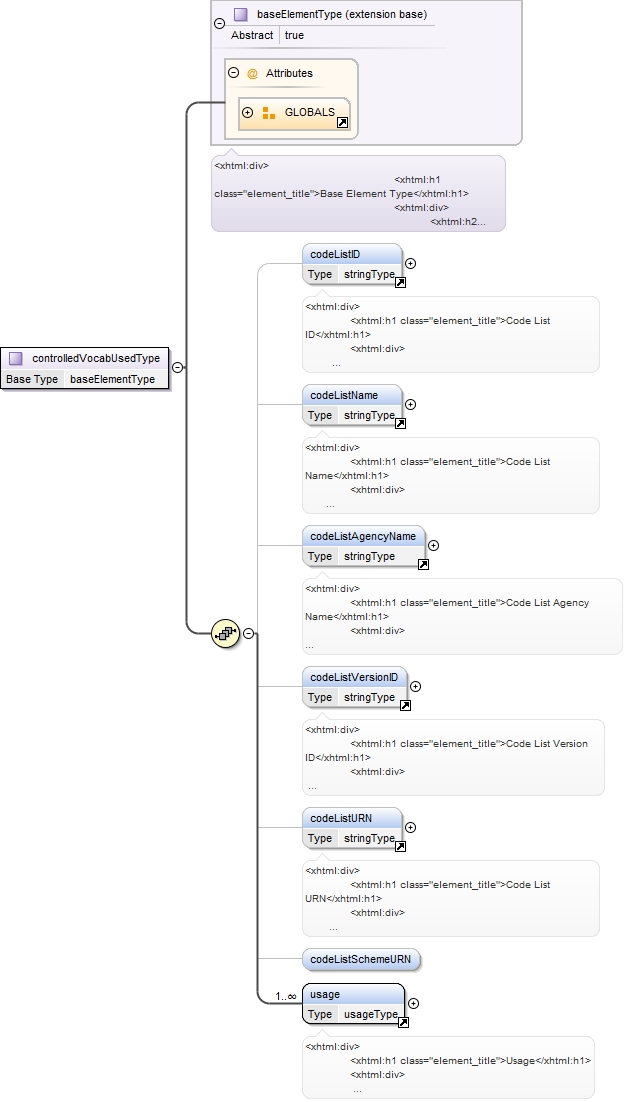 baseElementType (extension base)
Abstract true
@ Attributes
GLOBALS
<xhtml:div>
<xhtml:h1
class="element_title">Base Element Type</xhtml:h1>
<xhtml:div>
<xhtml:h2...
controlledVocabUsedType
Base Type baseElementType
codeListID
Type stringType
<xhtml:div>
<xhtml:h1 class="element_title">Code List
ID</xhtml:h1>
<xhtml:div>
...
codeListName
Type stringType
<xhtml:div>
<xhtml:h1 class="element_title">Code List
Name</xhtml:h1>
<xhtml:div>
...
codeListAgencyName
Type stringType
<xhtml:div>
<xhtml:h1 class="element_title">Code List Agency
Name</xhtml:h1>
<xhtml:div>
...
codeListVersionID
Type stringType
<xhtml:div>
<xhtml:h1 class="element_title">Code List Version
ID</xhtml:h1>
<xhtml:div>
...
codeListURN
Type stringType
<xhtml:div>
<xhtml:h1 class="element_title">Code List
URN</xhtml:h1>
<xhtml:div>
...
codeListSchemeURN
1..∞
usage
Type usageType
<xhtml:div>
<xhtml:h1 class="element_title">Usage</xhtml:h1>
<xhtml:div>
...